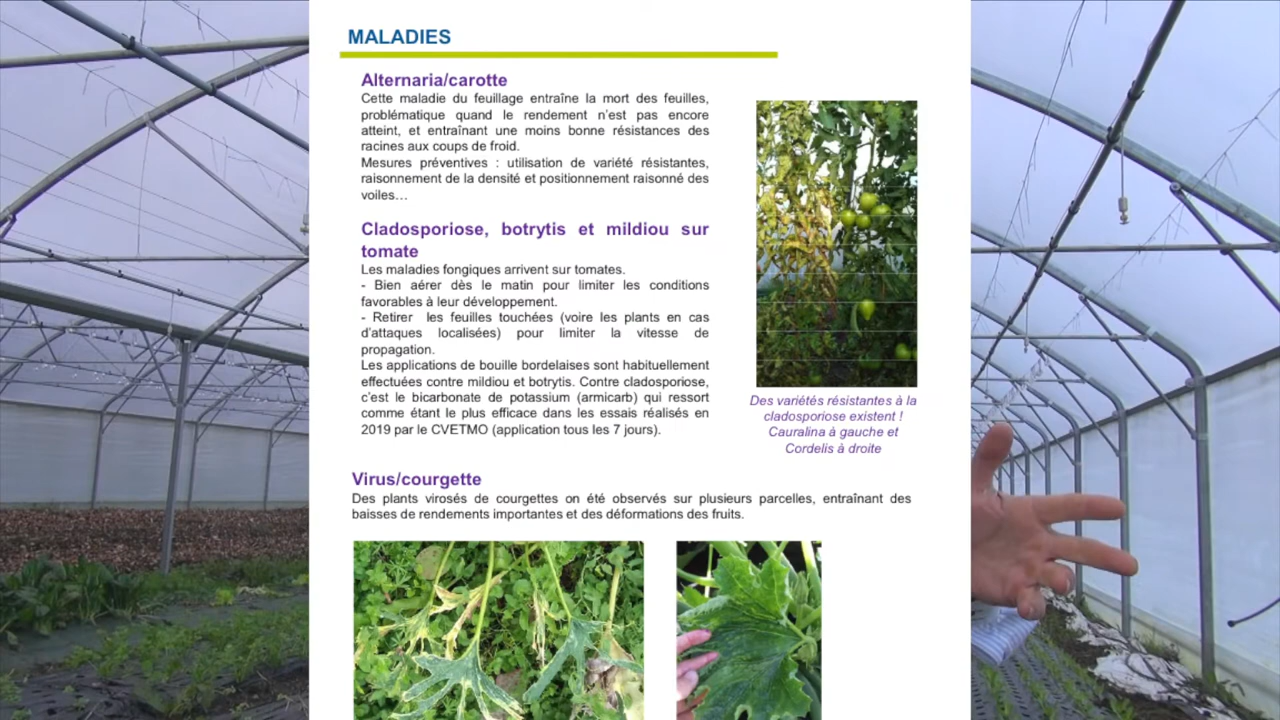 MALADIES
Alternaria/carotte
Cette maladie du feuillage entraîne la mort des feuilles,
problématique quand le rendement n'est pas encore
atteint, et entraînant une moins bonne résistances des
racines aux coups de froid.
Mesures préventives : utilisation de variété résistantes,
raisonnement de la densité et positionnement raisonné des
voiles…
Cladosporiose, botrytis et mildiou sur
tomate
Les maladies fongiques arrivent sur tomates.
- Bien aérer dès le matin pour limiter les conditions
favorables à leur développement.
- Retirer les feuilles touchées (voire les plants en cas
d'attaques localisées) pour limiter la vitesse de
propagation.
Les applications de bouille bordelaises sont habituellement
effectuées contre mildiou et botrytis. Contre cladosporiose,
c'est le bicarbonate de potassium (armicarb) qui ressort
comme étant le plus efficace dans les essais réalisés en
2019 par le CVETMO (application tous les 7 jours).
Des variétés résistantes à la
cladosporiose existent !
Cauralina à gauche et
Cordelis à droite
Virus/courgette
Des plants virosés de courgettes on été observés sur plusieurs parcelles, entraînant des
baisses de rendements importantes et des déformations des fruits.